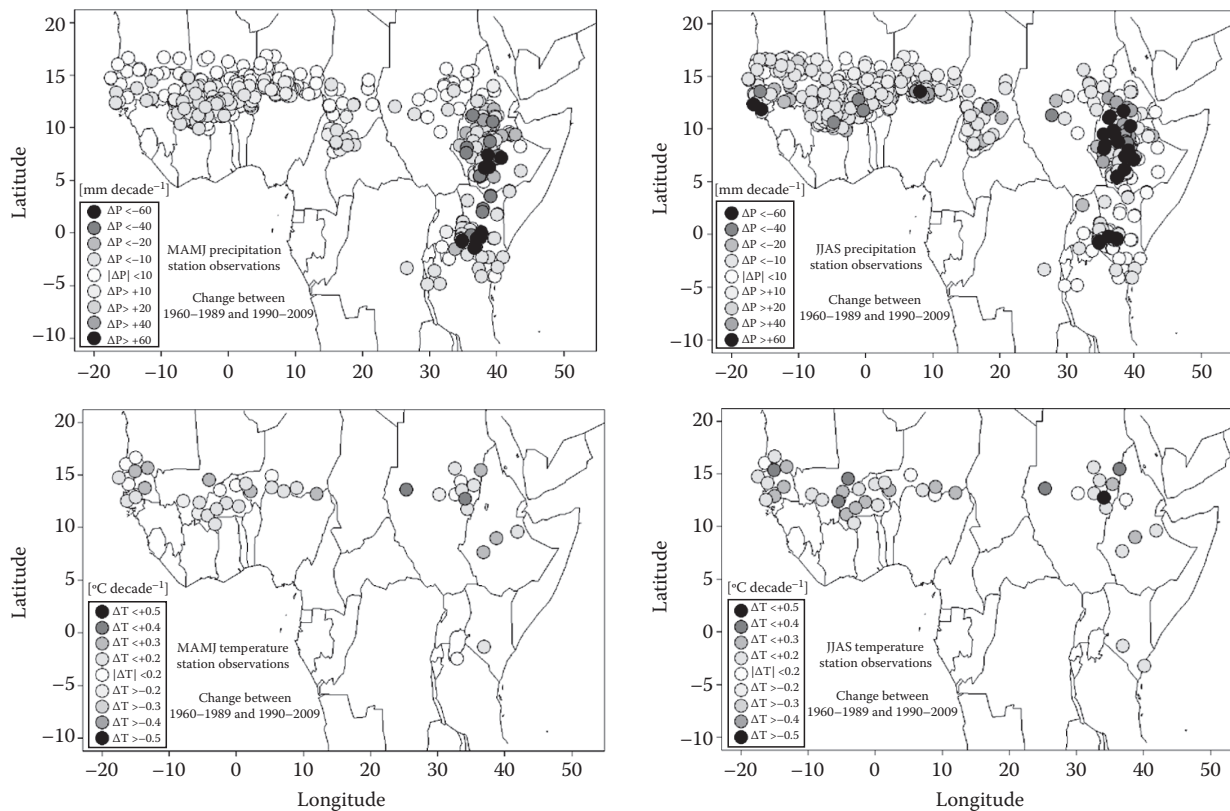 20
15
10
5
0
−5
−10
Latitude
[mm decade⁻¹]
ΔP <−60
ΔP <−40
ΔP <−20
ΔP <−10
|ΔP| <10
ΔP> +10
ΔP> +20
ΔP> +40
ΔP> +60
MAMJ precipitation
station observations
Change between
1960–1989 and 1990–2009
−20 −10 0 10 20 30 40 50
20
15
10
5
0
−5
−10
Latitude
[mm decade⁻¹]
ΔP <−60
ΔP <−40
ΔP <−20
ΔP <−10
|ΔP| <10
ΔP >+10
ΔP >+20
ΔP >+40
ΔP >+60
JJAS precipitation
station observations
Change between
1960–1989 and 1990–2009
−20 −10 0 10 20 30 40 50
20
15
10
5
0
−5
−10
Latitude
[°C decade⁻¹]
ΔT <+0.5
ΔT <+0.4
ΔT <+0.3
ΔT <+0.2
|ΔT| <0.2
ΔT >−0.2
ΔT >−0.3
ΔT >−0.4
ΔT >−0.5
MAMJ temperature
station observations
Change between
1960–1989 and 1990–2009
−20 −10 0 10 20 30 40 50
Longitude
20
15
10
5
0
−5
−10
Latitude
[°C decade⁻¹]
ΔT <+0.5
ΔT <+0.4
ΔT <+0.3
ΔT <+0.2
|ΔT| <0.2
ΔT >−0.2
ΔT >−0.3
ΔT >−0.4
ΔT >−0.5
JJAS temperature
station observations
Change between
1960–1989 and 1990–2009
−20 −10 0 10 20 30 40 50
Longitude